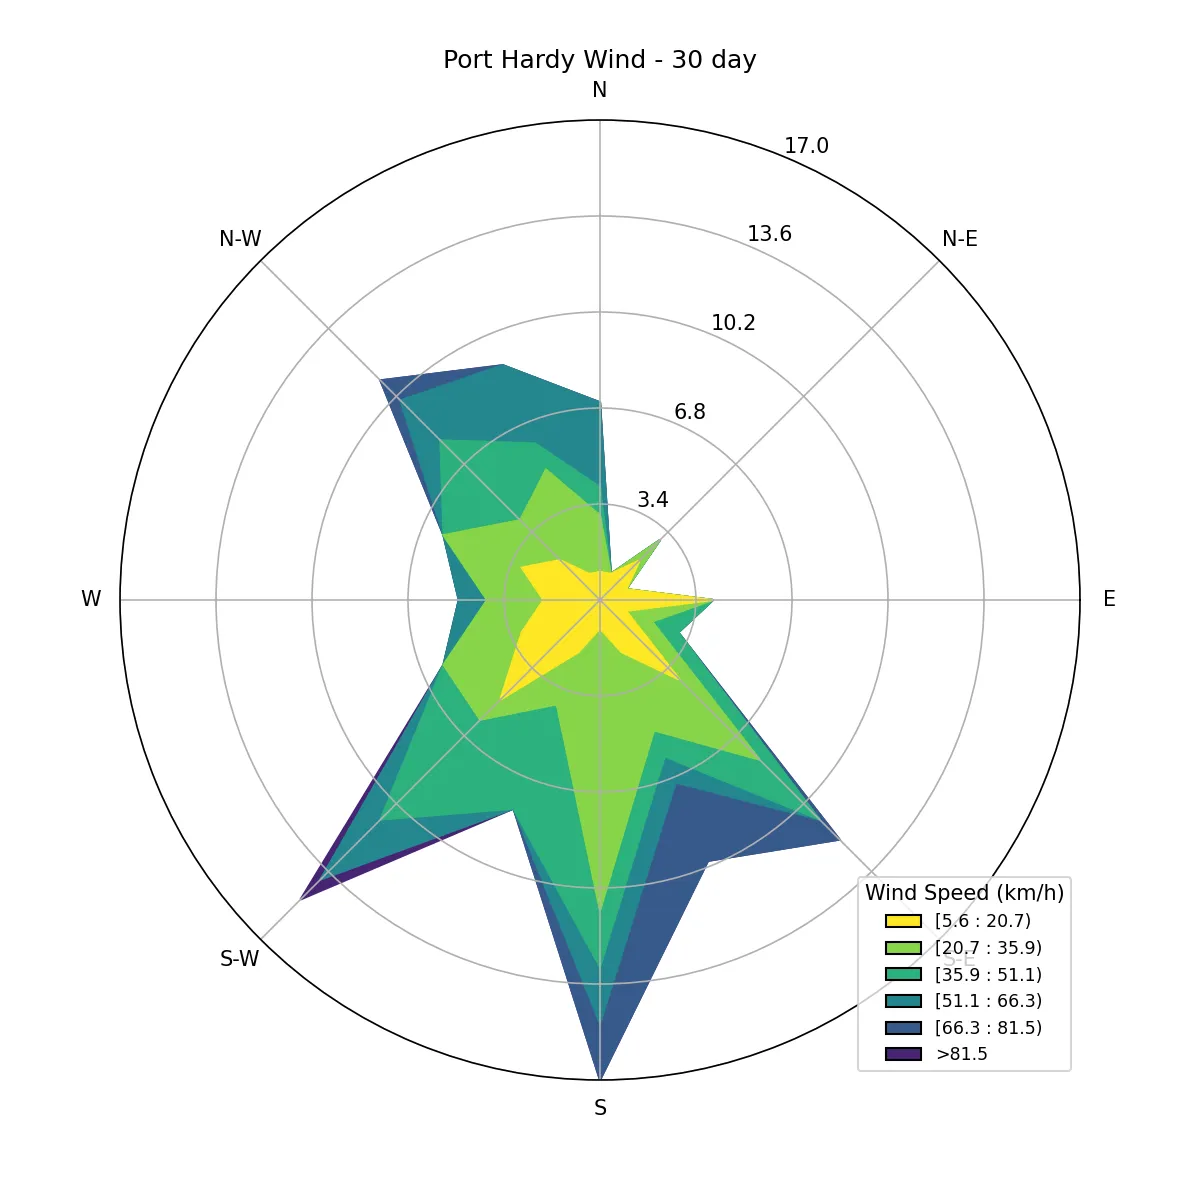 Port Hardy Wind - 30 day
N
17.0
N-W
13.6
N-E
10.2
6.8
3.4
W
E
S-W
S-E
S
Wind Speed (km/h)
[5.6 : 20.7)
[20.7 : 35.9)
[35.9 : 51.1)
[51.1 : 66.3)
[66.3 : 81.5)
>81.5